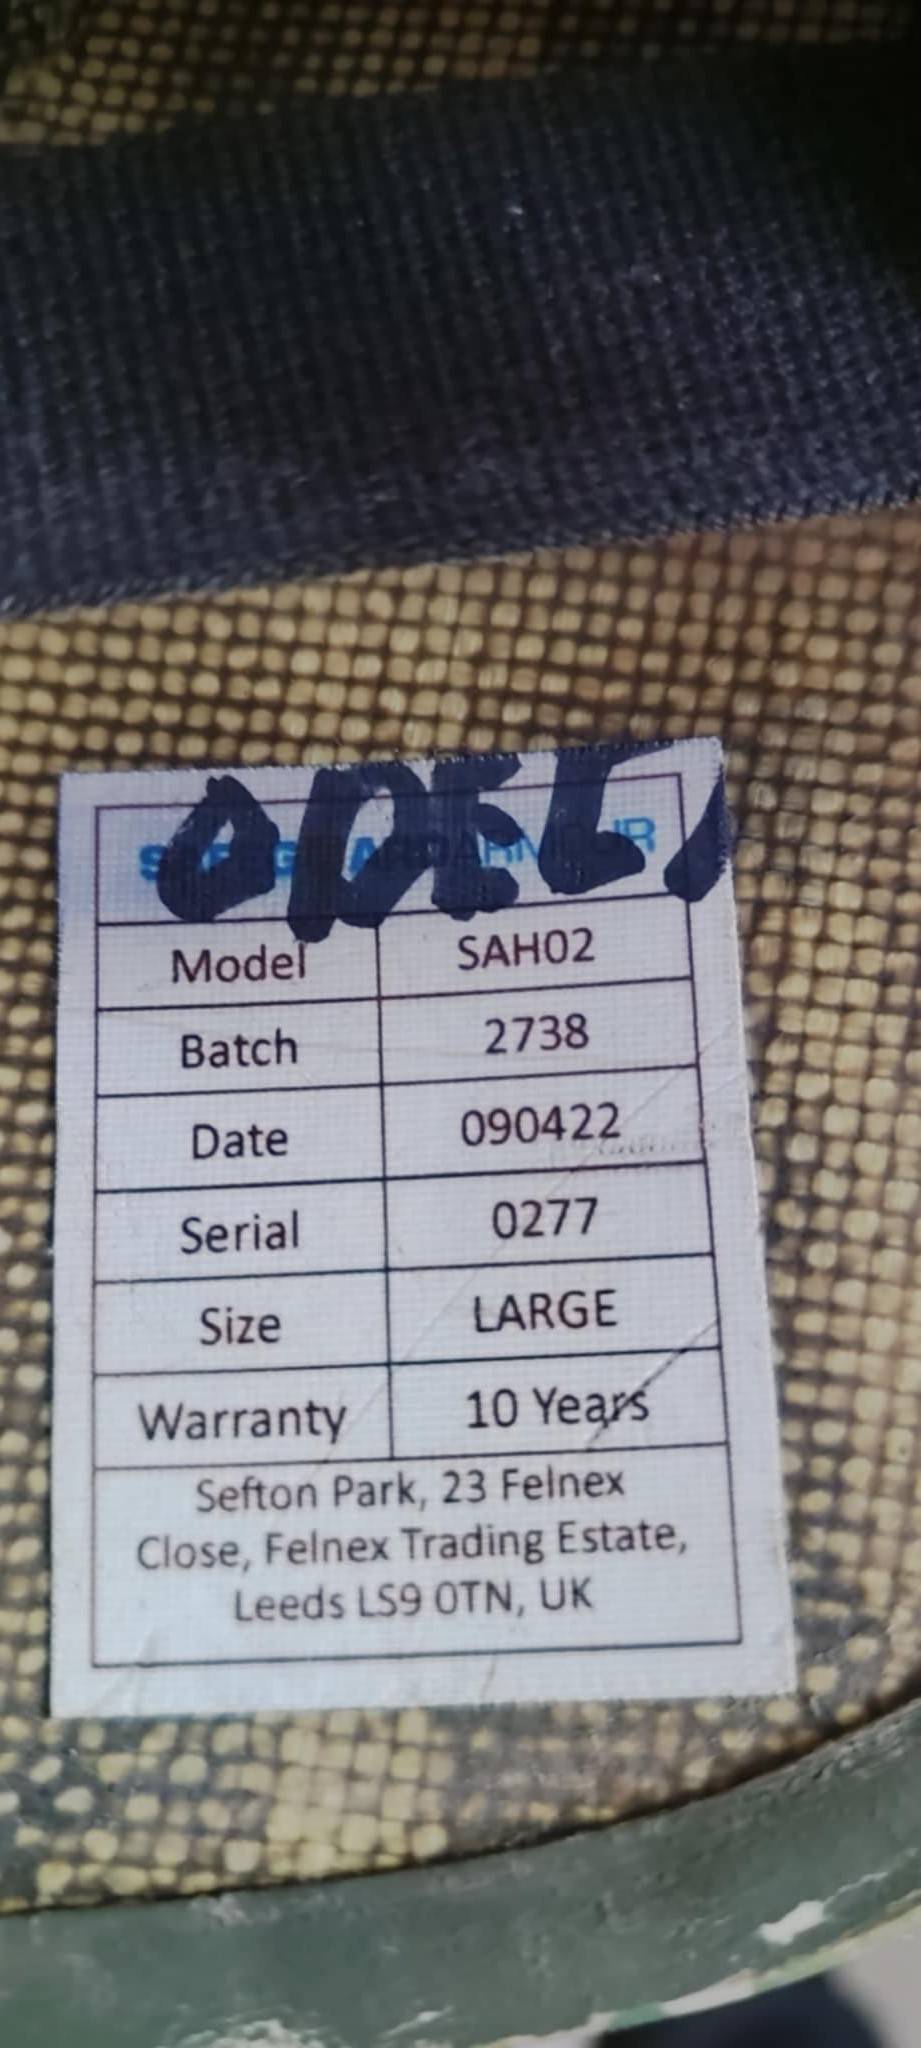 ODEL,
Model SAH02
Batch 2738
Date 090422
Serial 0277
Size LARGE
Warranty 10 Years
Sefton Park, 23 Felnex
Close, Felnex Trading Estate,
Leeds LS9 0TN, UK